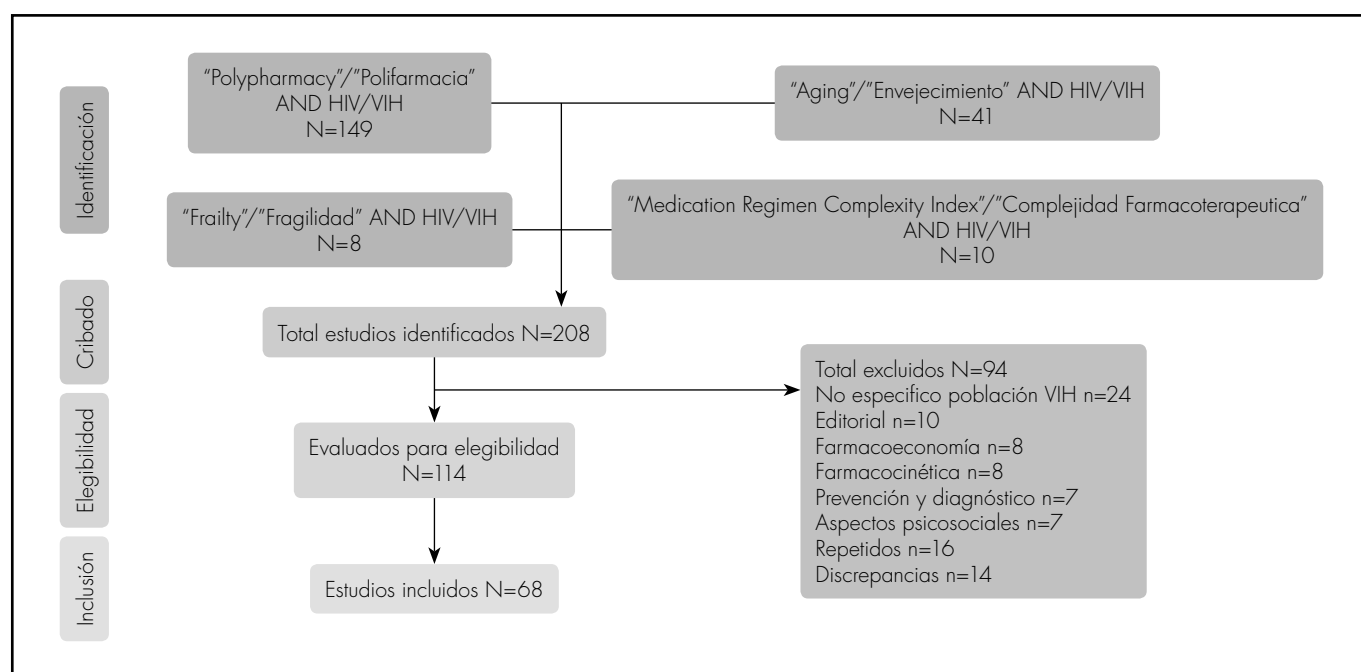 Identificación
“Polypharmacy”/”Polifarmacia”
AND HIV/VIH
N=149
“Aging”/”Envejecimiento” AND HIV/VIH
N=41
“Frailty”/”Fragilidad” AND HIV/VIH
N=8
“Medication Regimen Complexity Index”/”Complejidad Farmacoterapeutica”
AND HIV/VIH
N=10
Cribado
Total estudios identificados N=208
Total excluidos N=94
No especifico población VIH n=24
Editorial n=10
Farmacoeconomía n=8
Farmacocinética n=8
Prevención y diagnóstico n=7
Aspectos psicosociales n=7
Repetidos n=16
Discrepancias n=14
Elegibilidad
Evaluados para elegibilidad
N=114
Inclusión
Estudios incluidos N=68